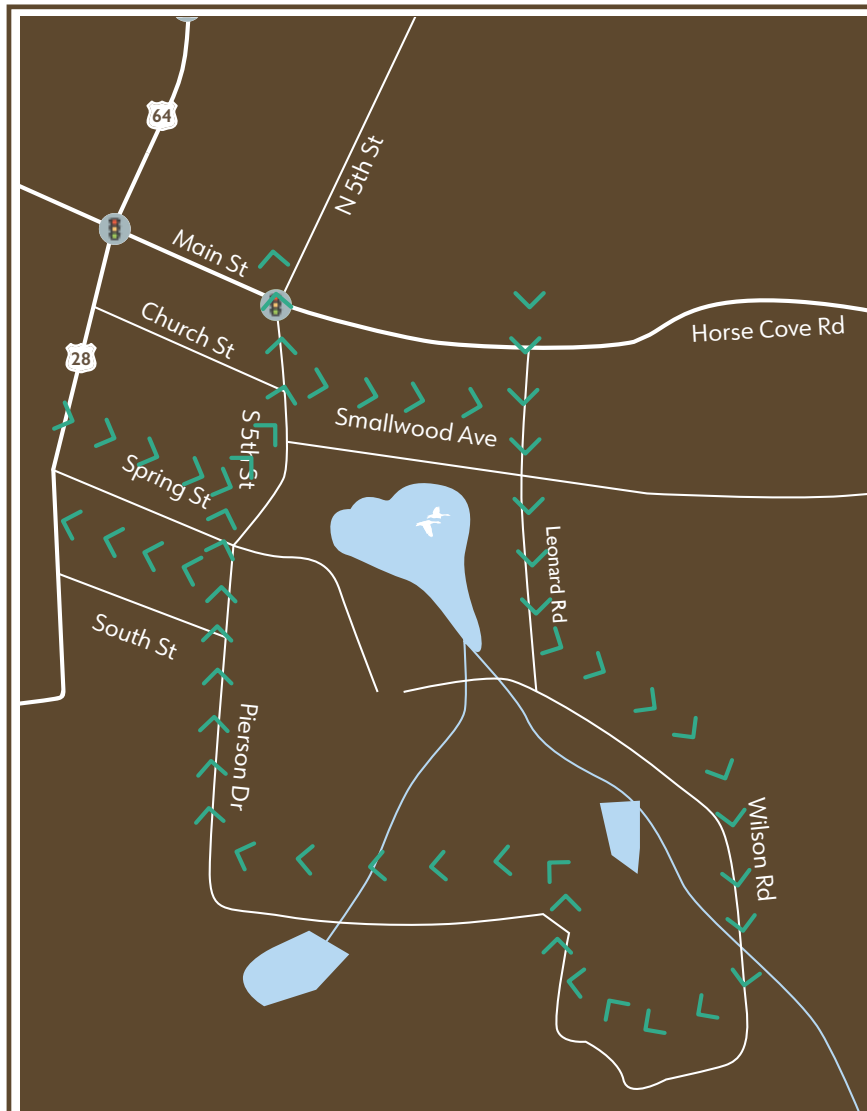 64
N 5th St
Main St
Church St
Horse Cove Rd
28
S 5th St
Smallwood Ave
Spring St
Leonard Rd
South St
Pierson Dr
Wilson Rd